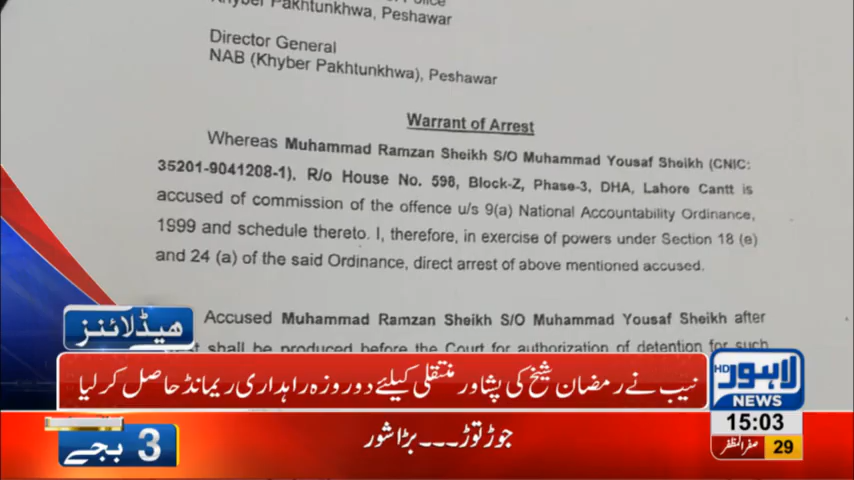 Khyber Pakhtunkhwa, Peshawar
Director General
NAB (Khyber Pakhtunkhwa), Peshawar
Warrant of Arrest
Whereas Muhammad Ramzan Sheikh S/O Muhammad Yousaf Sheikh (CNIC:
35201-9041208-1), R/o House No. 598, Block-Z, Phase-3, DHA, Lahore Cantt is
accused of commission of the offence u/s 9(a) National Accountability Ordinance,
1999 and schedule thereto. I, therefore, in exercise of powers under Section 18 (e)
and 24 (a) of the said Ordinance, direct arrest of above mentioned accused.
Accused Muhammad Ramzan Sheikh S/O Muhammad Yousaf Sheikh after
shall be produced before the Court for authorization of detention for such
ھیڈلائنز
نیب نے رمضان شیخ کی پشاور منتقلی کیلئے دو روزہ راہداری ریمانڈ حاصل کر لیا
لاہور HD
NEWS
15:03
3 بجے
جوڑ توڑ۔۔۔ بڑا شور
صفر المظفر 29